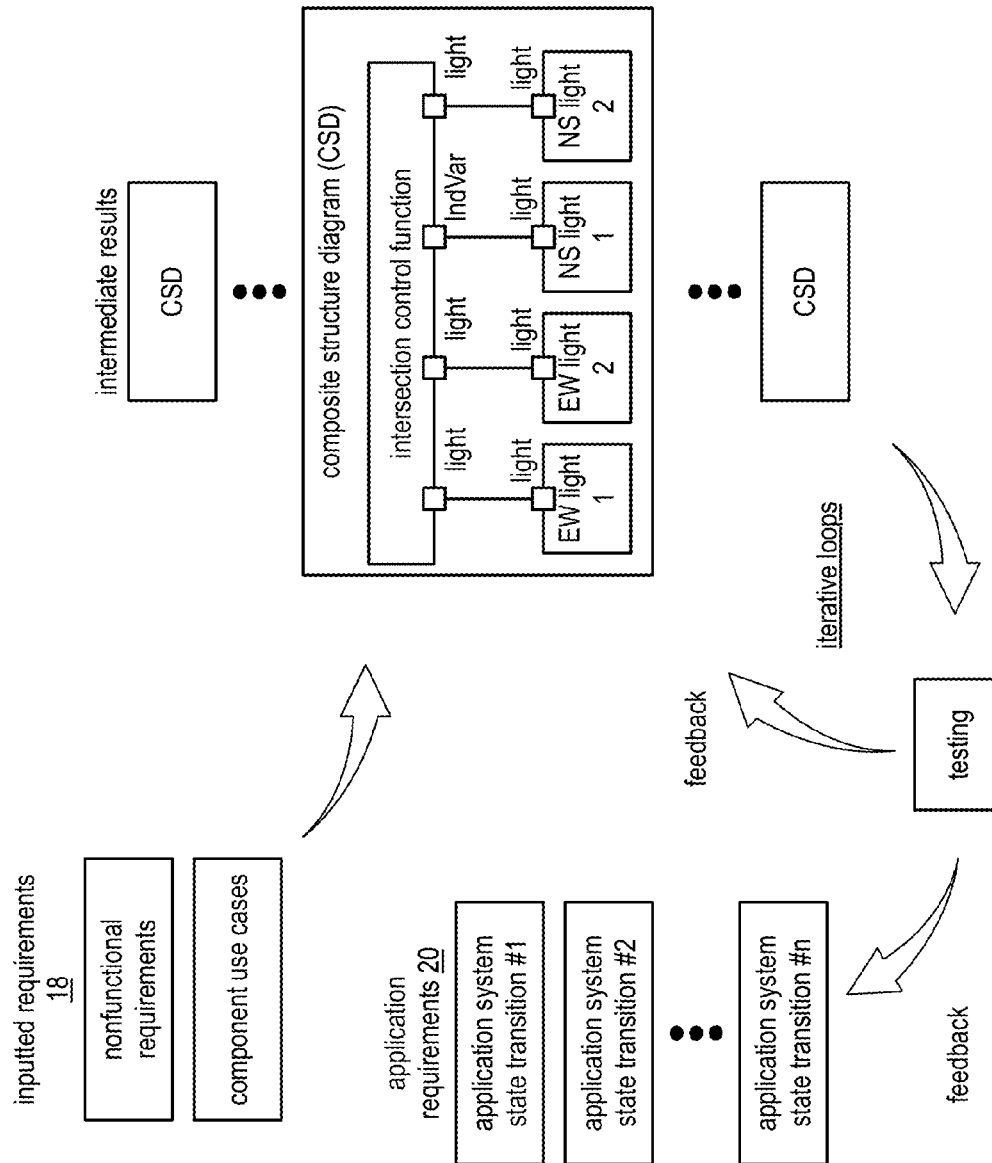 inputted requirements
18
nonfunctional
requirements
component use cases
application
requirements 20
application system
state transition #1
application system
state transition #2
application system
state transition #n
feedback
testing
feedback
iterative loops
intermediate results
CSD
composite structure diagram (CSD)
intersection control function
light
light
IndVar
light
light
light
light
light
EW light
1
EW light
2
NS light
1
NS light
2
CSD